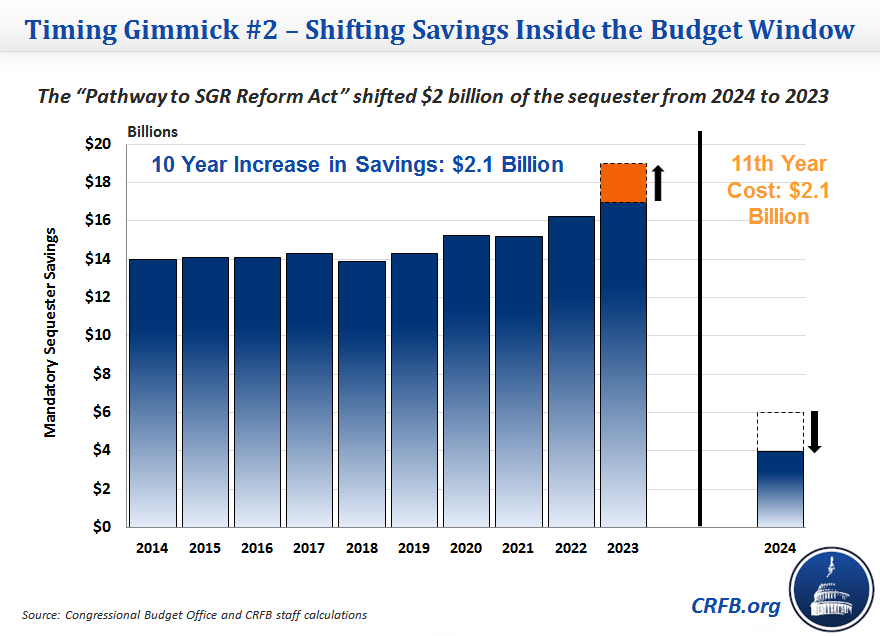 Timing Gimmick #2 – Shifting Savings Inside the Budget Window
The “Pathway to SGR Reform Act” shifted $2 billion of the sequester from 2024 to 2023
Billions
10 Year Increase in Savings: $2.1 Billion
11th Year
Cost: $2.1
Billion
Mandatory Sequester Savings
$20
$18
$16
$14
$12
$10
$8
$6
$4
$2
$0
2014 2015 2016 2017 2018 2019 2020 2021 2022 2023 2024
CRFB.org
Source: Congressional Budget Office and CRFB staff calculations